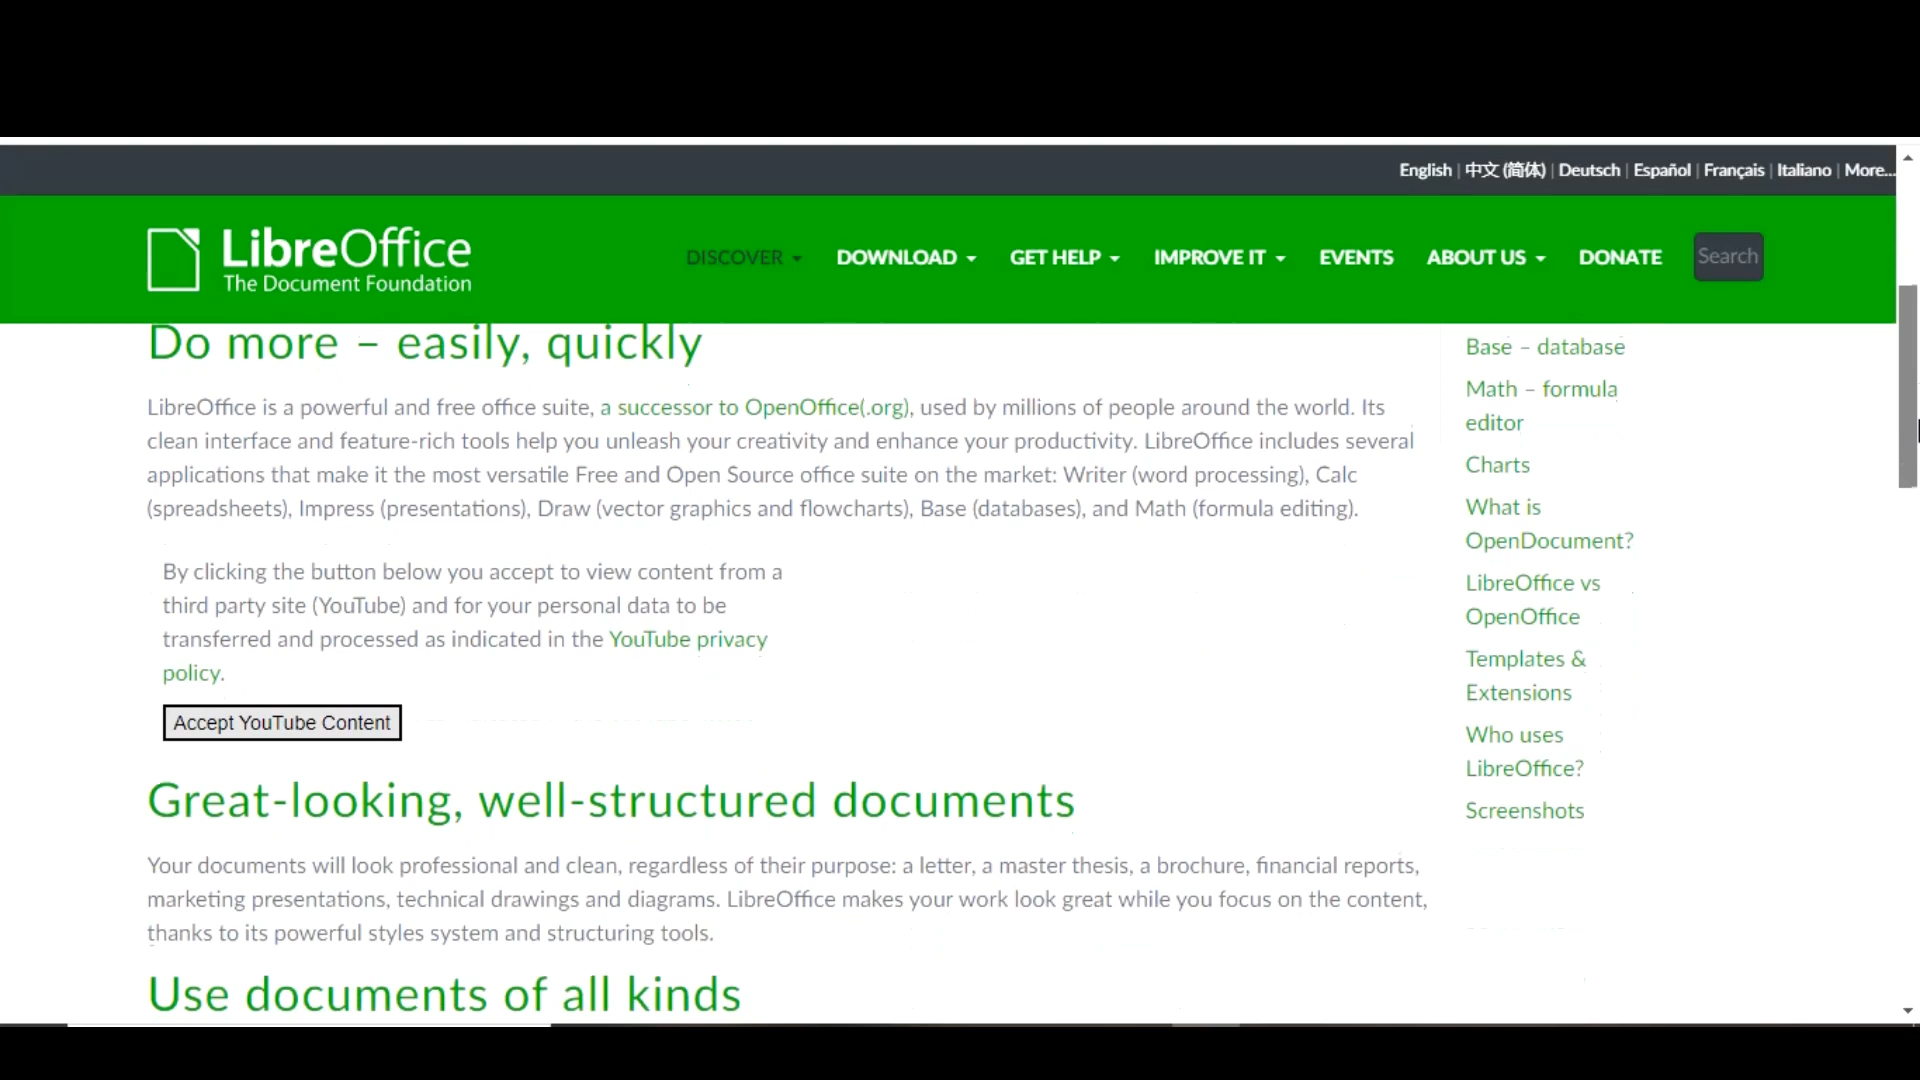 English | 中文 (简体) | Deutsch | Español | Français | Italiano | More...
LibreOffice
The Document Foundation
DISCOVER DOWNLOAD GET HELP IMPROVE IT EVENTS ABOUT US DONATE Search
Do more – easily, quickly
LibreOffice is a powerful and free office suite, a successor to OpenOffice(.org), used by millions of people around the world. Its
clean interface and feature-rich tools help you unleash your creativity and enhance your productivity. LibreOffice includes several
applications that make it the most versatile Free and Open Source office suite on the market: Writer (word processing), Calc
(spreadsheets), Impress (presentations), Draw (vector graphics and flowcharts), Base (databases), and Math (formula editing).
By clicking the button below you accept to view content from a
third party site (YouTube) and for your personal data to be
transferred and processed as indicated in the YouTube privacy
policy.
Accept YouTube Content
Great-looking, well-structured documents
Your documents will look professional and clean, regardless of their purpose: a letter, a master thesis, a brochure, financial reports,
marketing presentations, technical drawings and diagrams. LibreOffice makes your work look great while you focus on the content,
thanks to its powerful styles system and structuring tools.
Use documents of all kinds
Base – database
Math – formula
editor
Charts
What is
OpenDocument?
LibreOffice vs
OpenOffice
Templates &
Extensions
Who uses
LibreOffice?
Screenshots